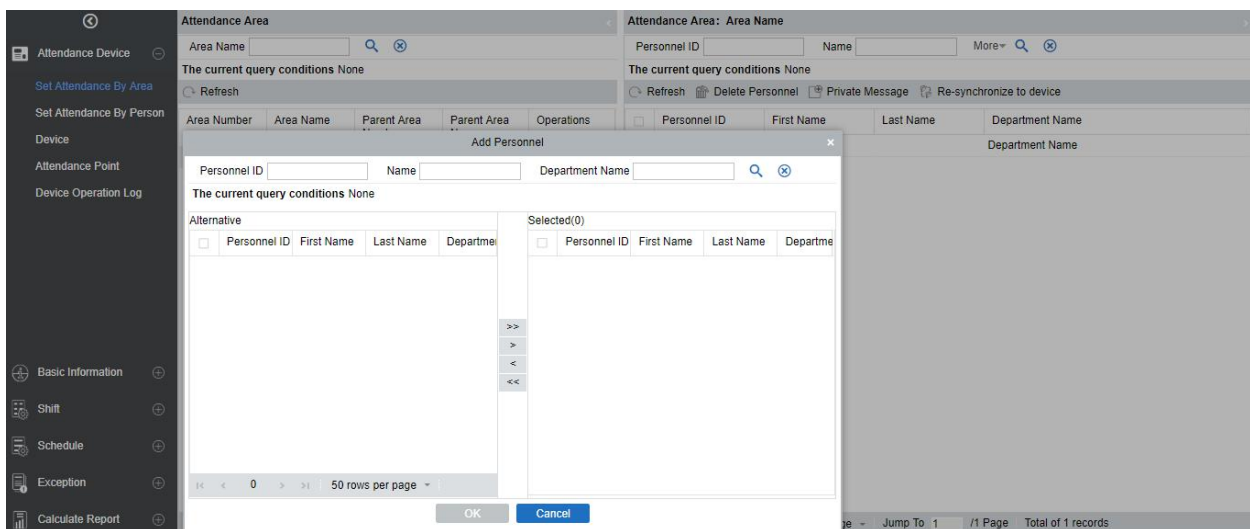 Attendance Area
Attendance Area: Area Name
Attendance Device
Area Name
Personnel ID Name More
The current query conditions None
The current query conditions None
Set Attendance By Area
Refresh
Refresh Delete Personnel Private Message Re-synchronize to device
Set Attendance By Person
Area Number Area Name Parent Area Parent Area Operations
Personnel ID First Name Last Name Department Name
Device
Add Personnel
Department Name
Attendance Point
Personnel ID Name Department Name
Device Operation Log
The current query conditions None
Alternative
Selected(0)
Personnel ID First Name Last Name Departme
Personnel ID First Name Last Name Departme
>>
>
<
<<
Basic Information
Shift
Schedule
Exception
0 50 rows per page
OK Cancel
Calculate Report
ge Jump To 1 /1 Page Total of 1 records